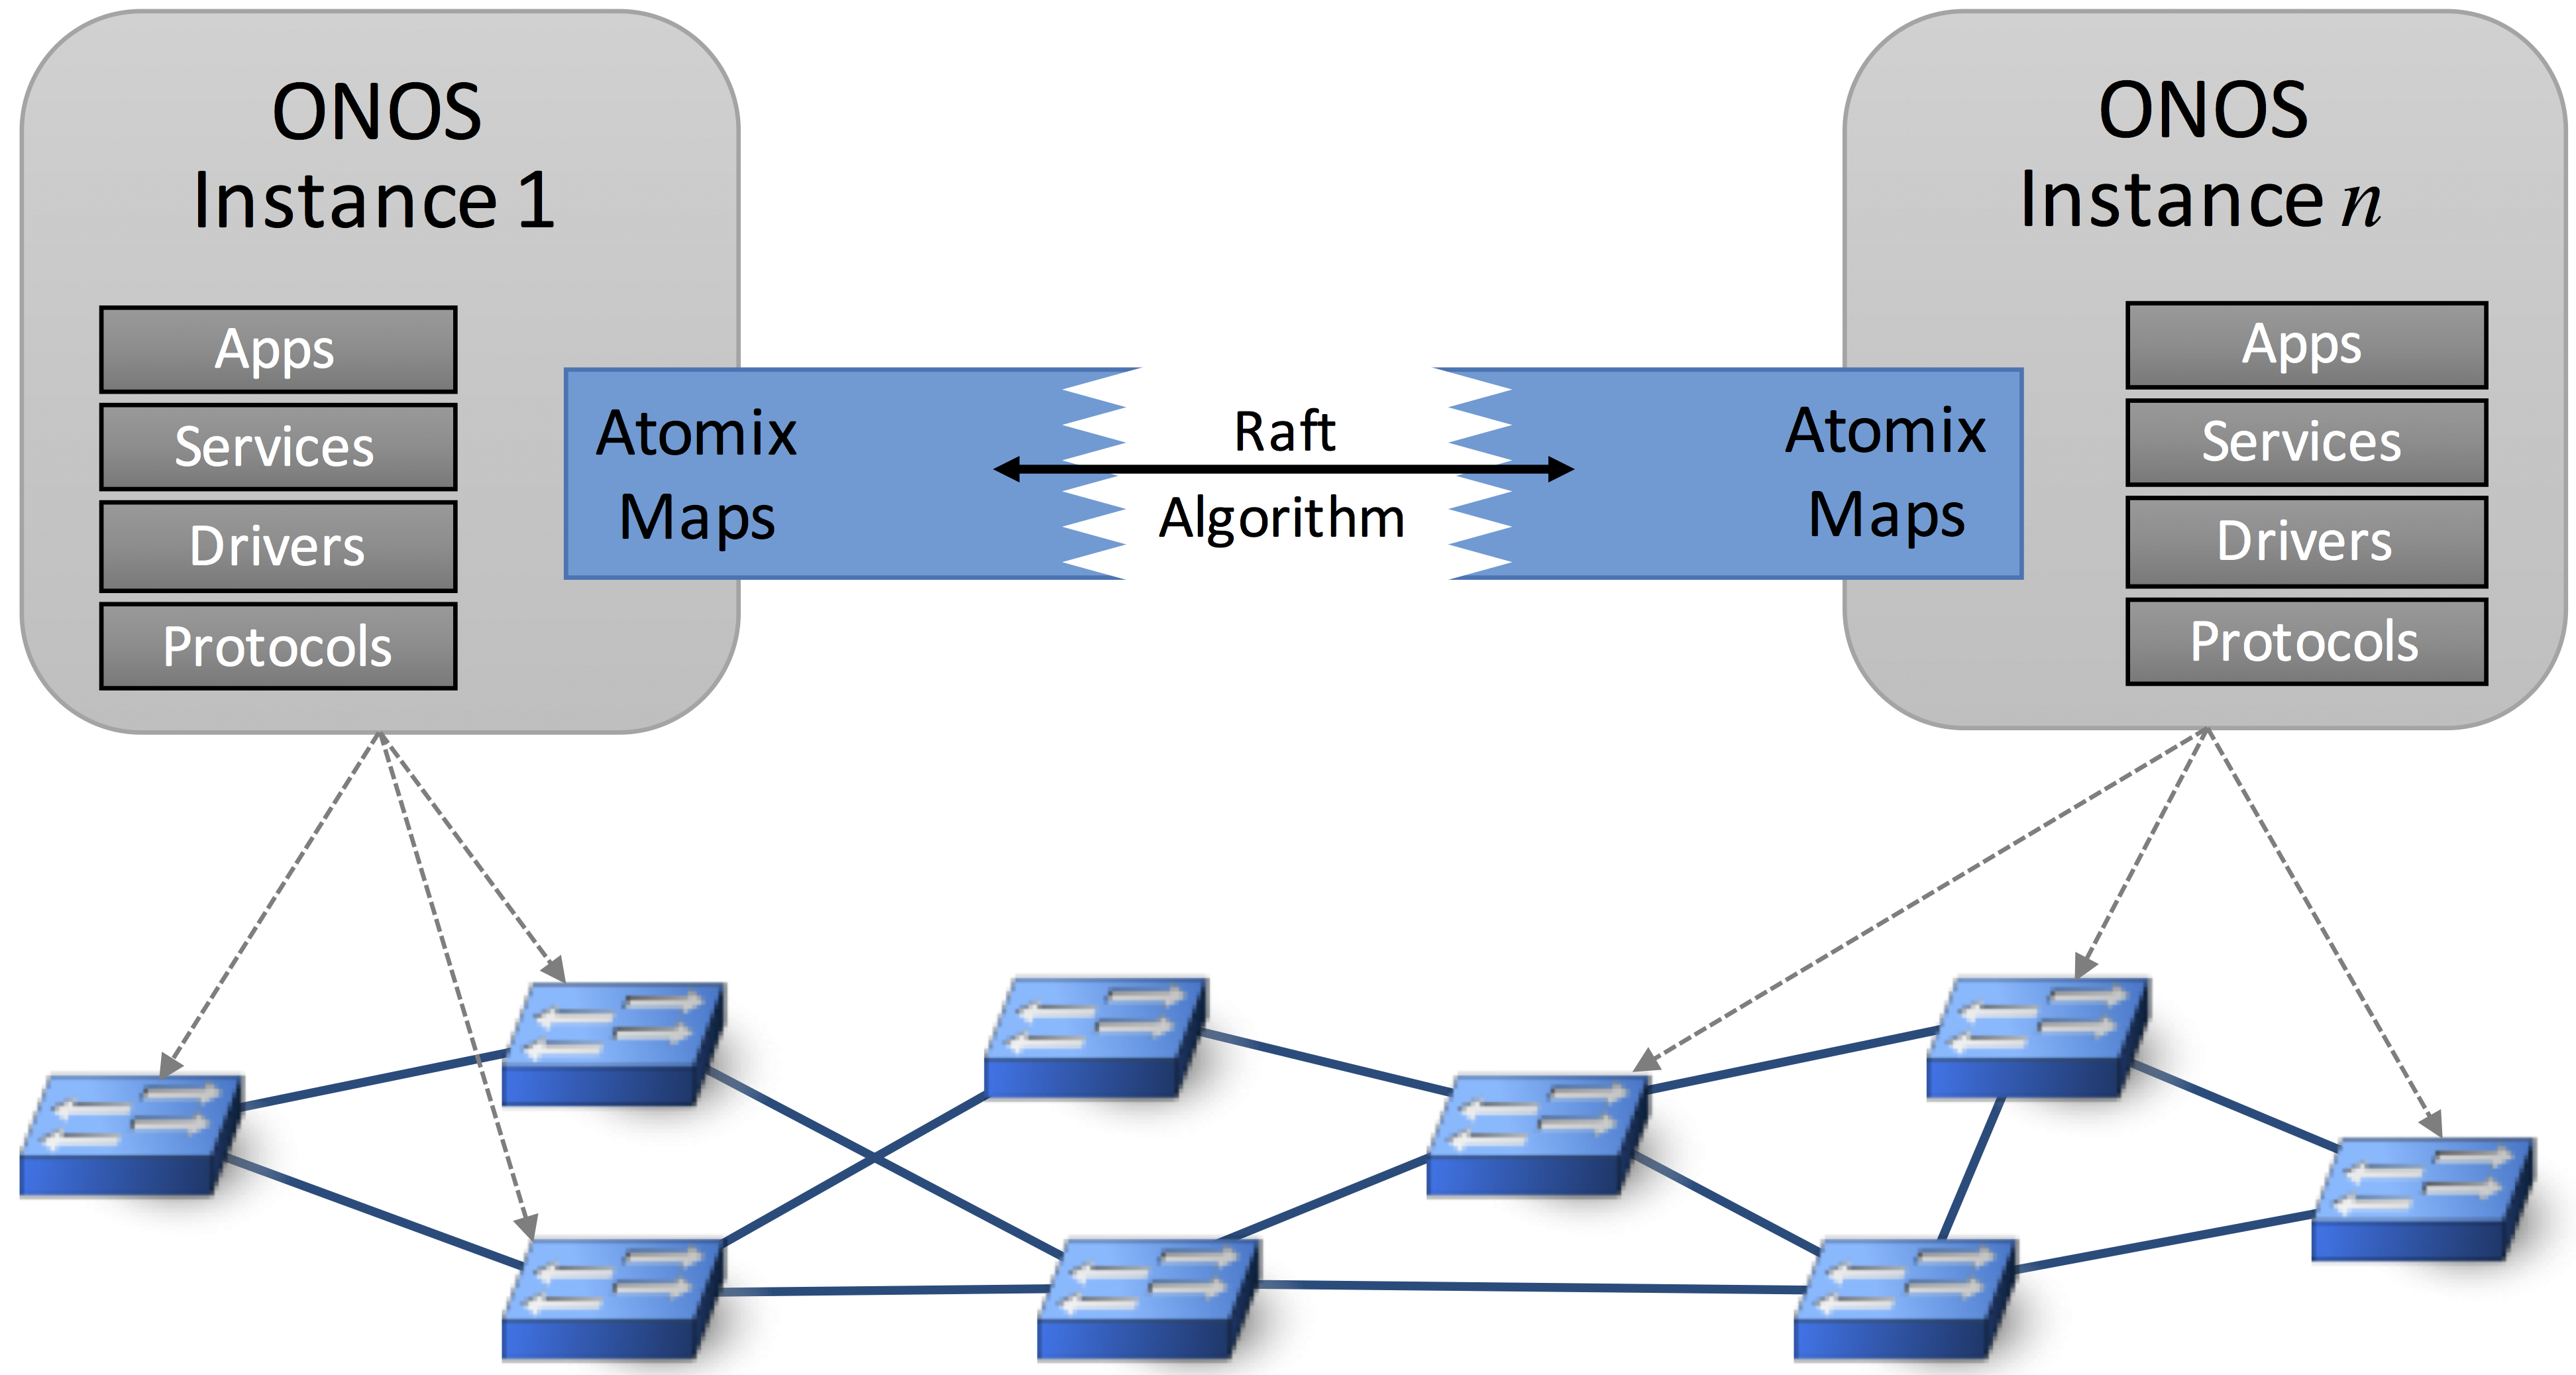 ONOS
Instance 1
Apps
Services
Drivers
Protocols
Atomix
Maps
Raft
Algorithm
Atomix
Maps
ONOS
Instance n
Apps
Services
Drivers
Protocols